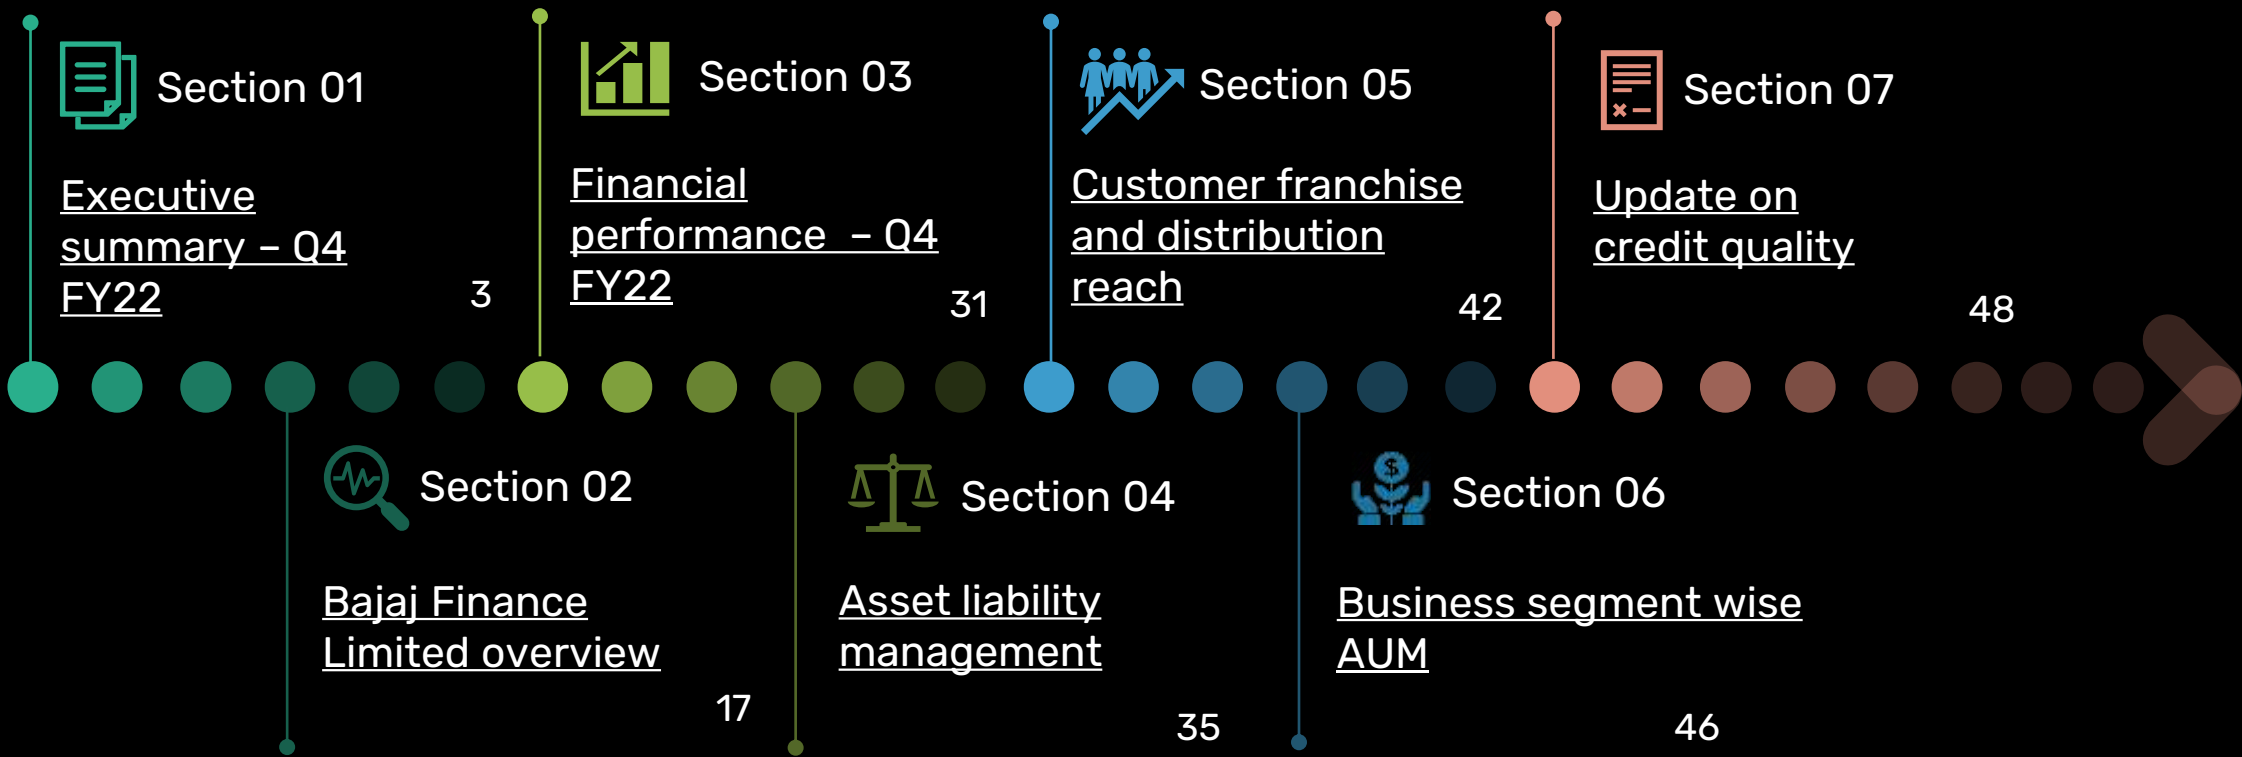 Section 01
Executive
summary – Q4
FY22
3
Section 02
Bajaj Finance
Limited overview
17
Section 03
Financial
performance – Q4
FY22
31
Section 04
Asset liability
management
35
Section 05
Customer franchise
and distribution
reach
42
Section 06
Business segment wise
AUM
46
Section 07
Update on
credit quality
48